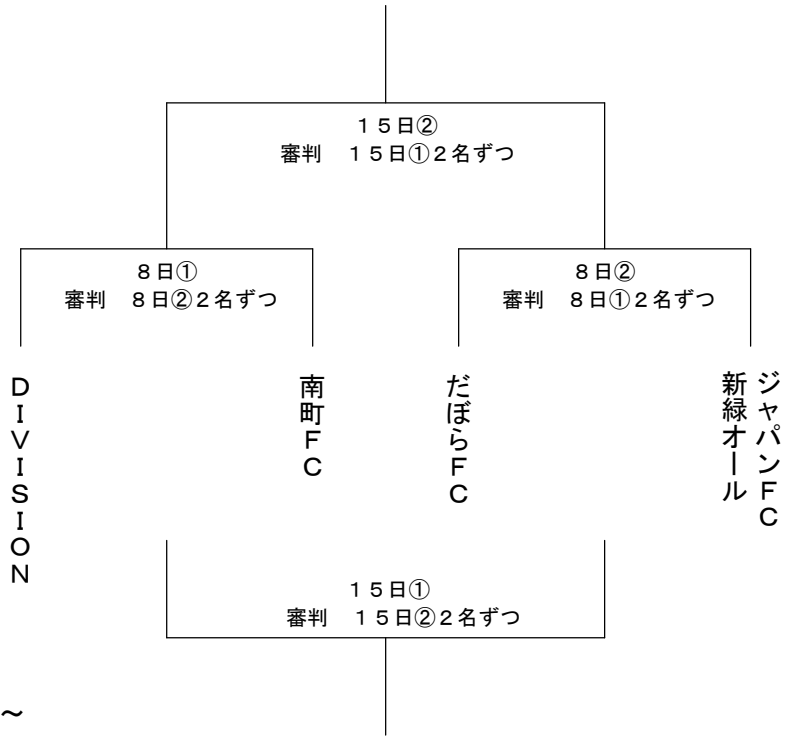 １５日②
審判　１５日①２名ずつ
８日①
審判　８日②２名ずつ
８日②
審判　８日①２名ずつ
ＤＩＶＩＳＩＯＮ
南町ＦＣ
だぼらＦＣ
新緑オール
ジャパンＦＣ
１５日①
審判　１５日②２名ずつ
～